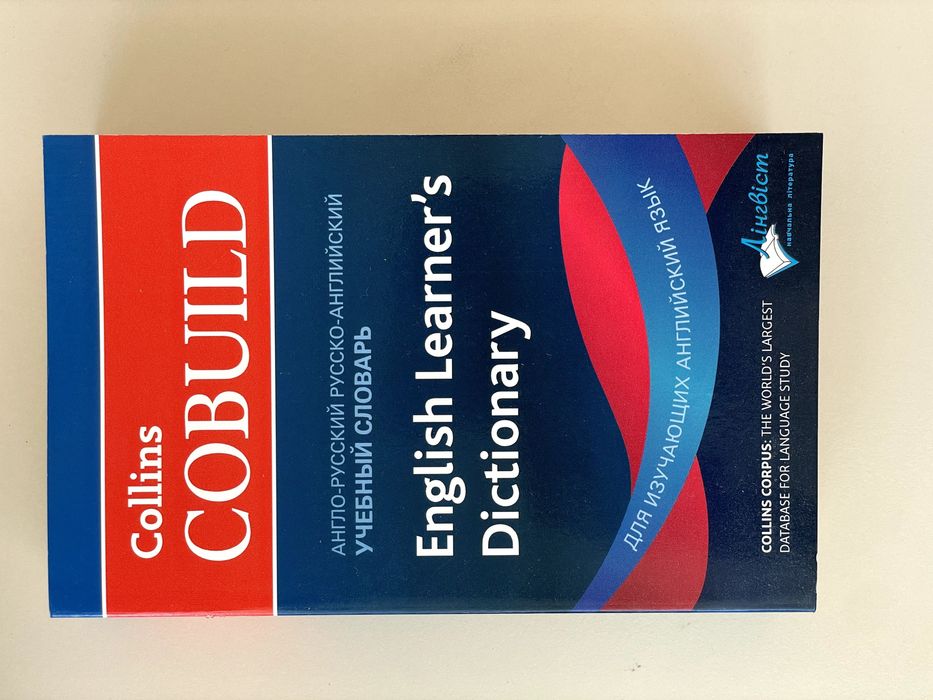 Collins
COBUILD
АНГЛО-РУССКИЙ РУССКО-АНГЛИЙСКИЙ
УЧЕБНЫЙ СЛОВАРЬ
English Learner's
Dictionary
ДЛЯ ИЗУЧАЮЩИХ АНГЛИЙСКИЙ ЯЗЫК
COLLINS CORPUS: THE WORLD'S LARGEST
DATABASE FOR LANGUAGE STUDY
Лінгвіст
навчальна література